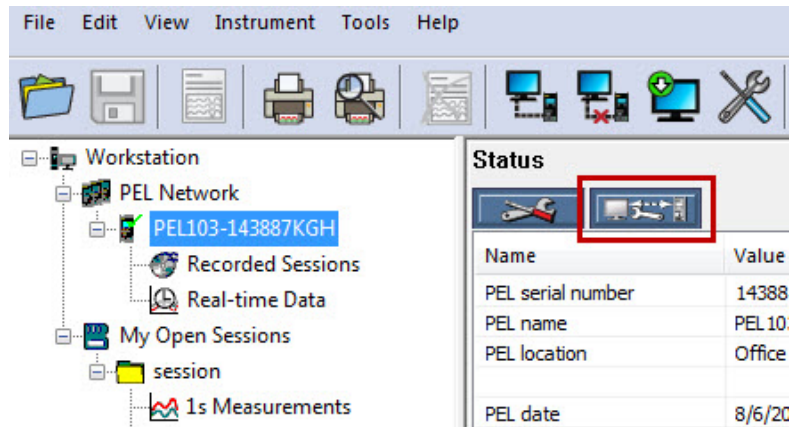 File Edit View Instrument Tools Help
Workstation
PEL Network
PEL103-143887KGH
Recorded Sessions
Real-time Data
My Open Sessions
session
1s Measurements
Status
Name Value
PEL serial number 14388
PEL name PEL103
PEL location Office
PEL date 8/6/20